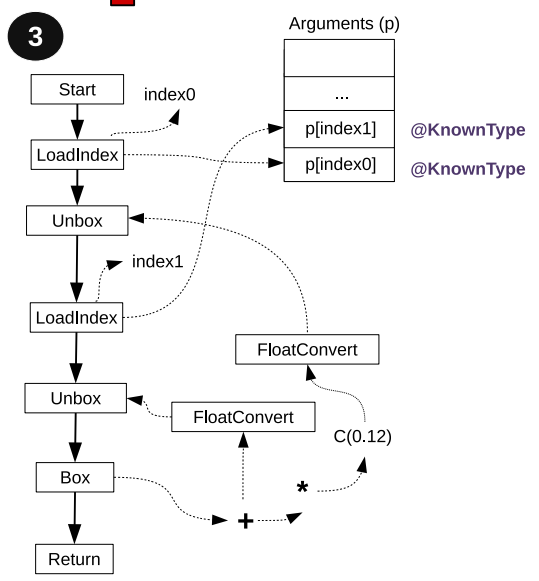 3
Arguments (p)
Start
index0
...
p[index1]
@KnownType
LoadIndex
p[index0]
@KnownType
Unbox
index1
LoadIndex
FloatConvert
Unbox
FloatConvert
C(0.12)
Box
*
+
Return